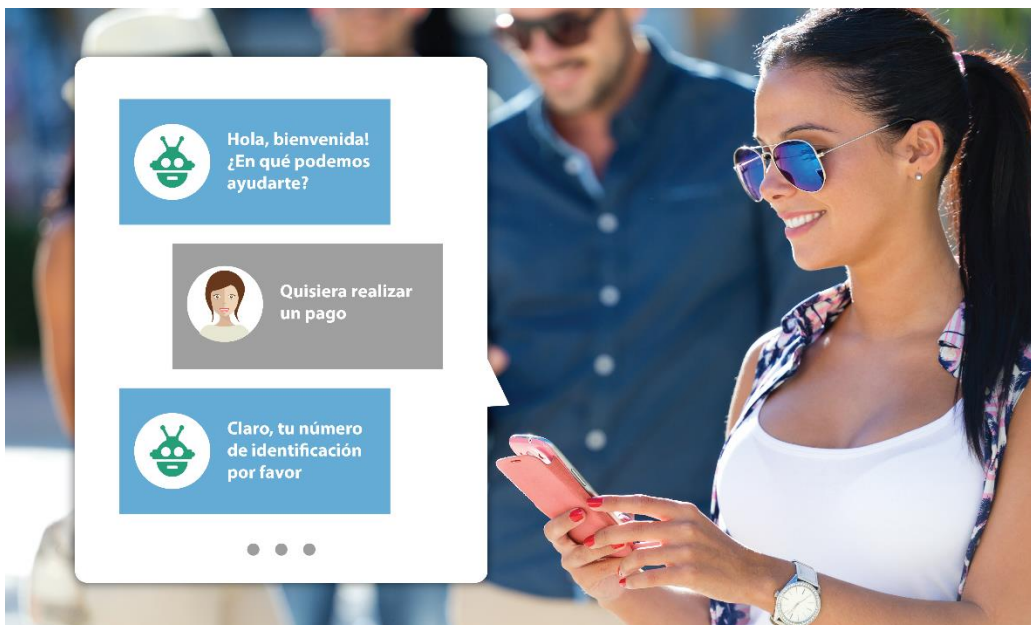 Hola, bienvenida!
¿En qué podemos
ayudarte?
Quisiera realizar
un pago
Claro, tu número
de identificación
por favor